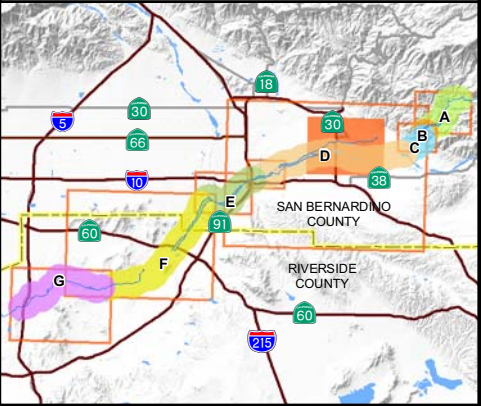 18
A
30
5
30
B
66
C
D
10
38
E
SAN BERNARDINO
COUNTY
91
60
F
RIVERSIDE
COUNTY
G
60
215